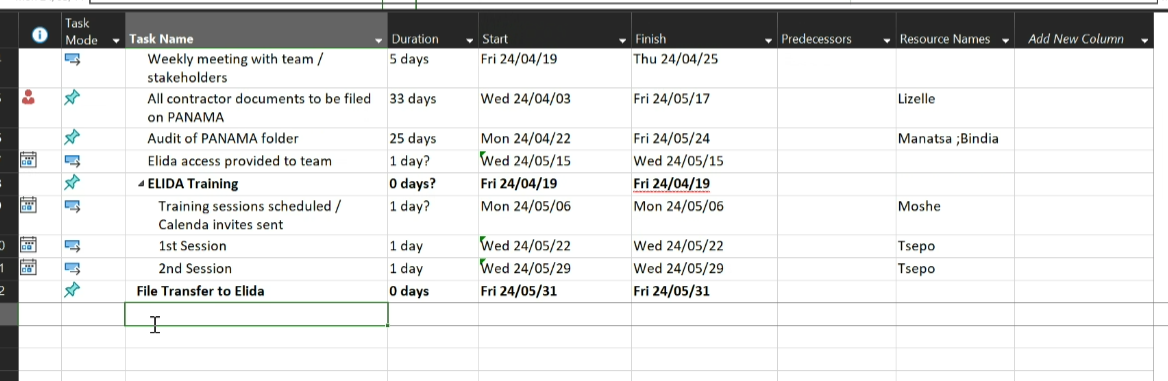 Task
Mode Task Name Duration Start Finish Predecessors Resource Names Add New Column
Weekly meeting with team / 5 days Fri 24/04/19 Thu 24/04/25
stakeholders
All contractor documents to be filed 33 days Wed 24/04/03 Fri 24/05/17 Lizelle
on PANAMA
Audit of PANAMA folder 25 days Mon 24/04/22 Fri 24/05/24 Manatsa ;Bindia
Elida access provided to team 1 day? Wed 24/05/15 Wed 24/05/15
ELIDA Training 0 days? Fri 24/04/19 Fri 24/04/19
Training sessions scheduled / 1 day? Mon 24/05/06 Mon 24/05/06 Moshe
Calenda invites sent
1st Session 1 day Wed 24/05/22 Wed 24/05/22 Tsepo
2nd Session 1 day Wed 24/05/29 Wed 24/05/29 Tsepo
File Transfer to Elida 0 days Fri 24/05/31 Fri 24/05/31